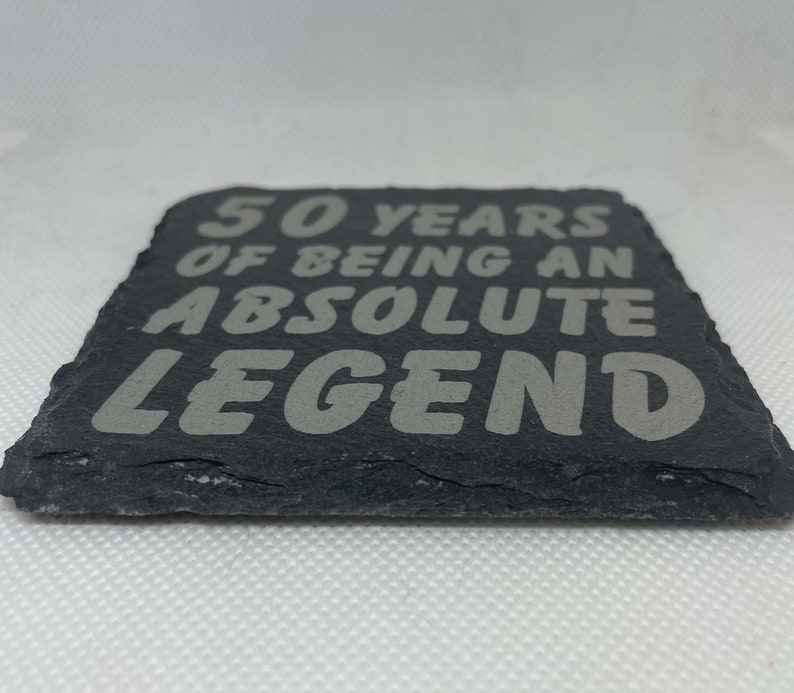 50 YEARS
OF BEING AN
ABSOLUTE
LEGEND